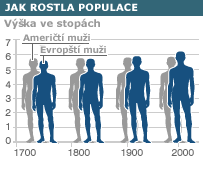 JAK ROSTLA POPULACE
Výška ve stopách
7
Američtí muži
6
Evropští muži
5
4
3
2
1
0
1700 1800 1900 2000